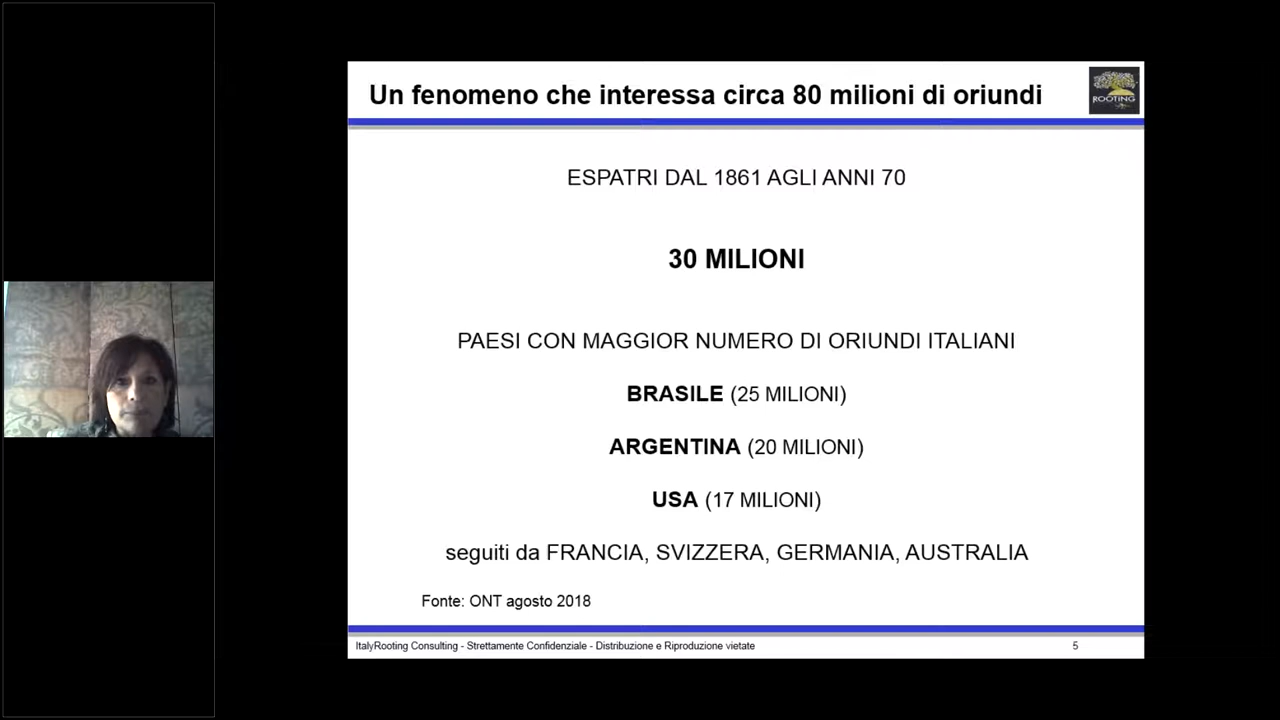 Un fenomeno che interessa circa 80 milioni di oriundi
ROOTING
ESPATRI DAL 1861 AGLI ANNI 70
30 MILIONI
PAESI CON MAGGIOR NUMERO DI ORIUNDI ITALIANI
BRASILE (25 MILIONI)
ARGENTINA (20 MILIONI)
USA (17 MILIONI)
seguiti da FRANCIA, SVIZZERA, GERMANIA, AUSTRALIA
Fonte: ONT agosto 2018
ItalyRooting Consulting - Strettamente Confidenziale - Distribuzione e Riproduzione vietate
5